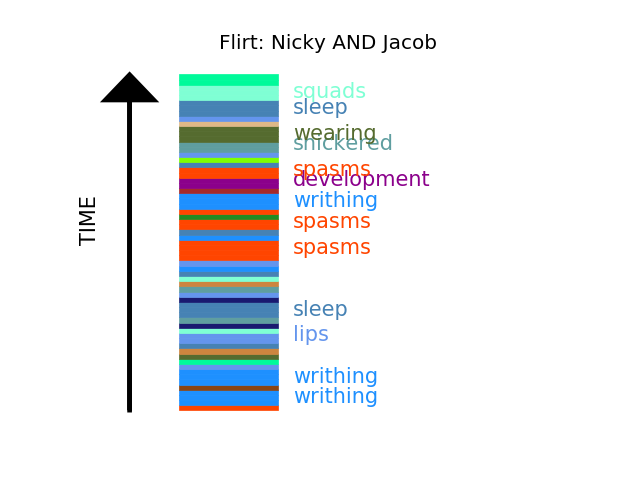 Flirt: Nicky AND Jacob
squads
sleep
wearing
snickered
spasms
development
writhing
spasms
spasms
sleep
lips
writhing
writhing
TIME